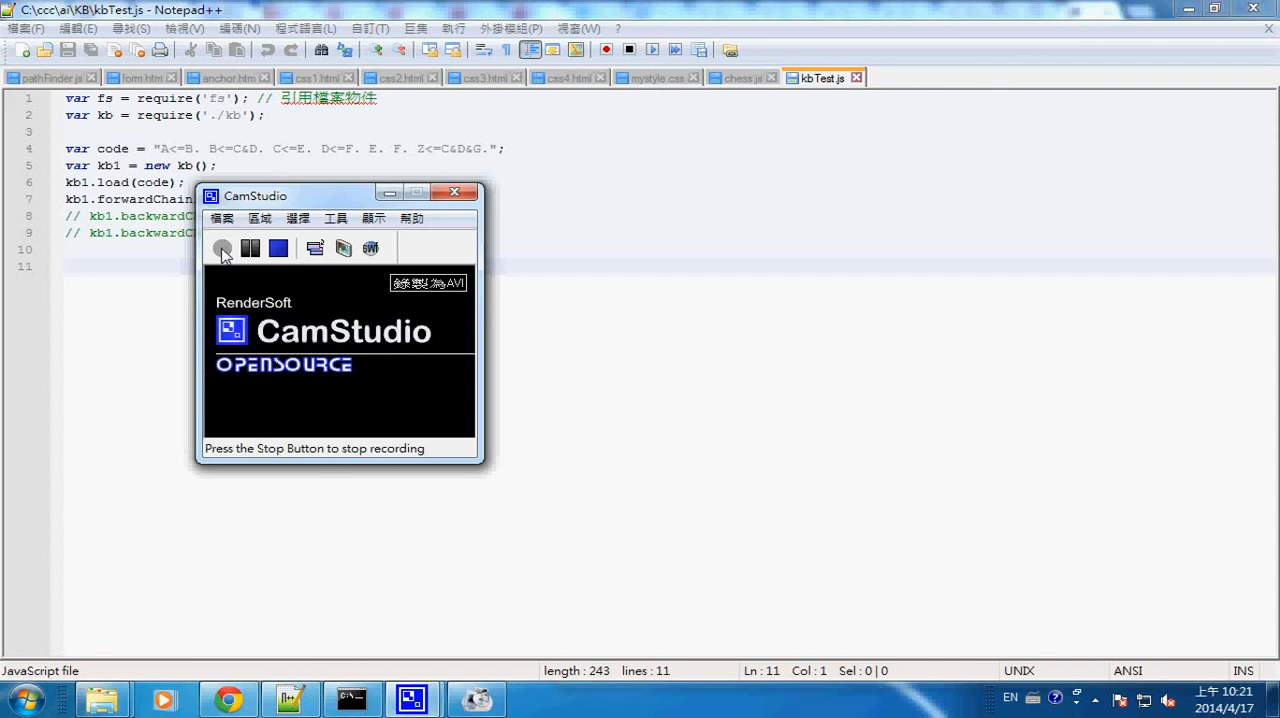 C:\ccc\ai\KB\kbTest.js - Notepad++
檔案(F) 編輯(E) 尋找(S) 檢視(V) 編碼(N) 程式語言(L) 自訂(T) 巨集 執行 外掛模組(P) 視窗(W) ? X
pathFinder.js form.htm anchor.htm css1.html css2.html css3.html css4.html mystyle.css chess.js kbTest.js
1 var fs = require('fs'); // 引用檔案物件
2 var kb = require('./kb');
3
4 var code = "A<=B. B<=C&D. C<=E. D<=F. E. F. Z<=C&D&G.";
5 var kb1 = new kb();
6 kb1.load(code);
7 kb1.forwardChain
8 // kb1.backwardCh
9 // kb1.backwardCh
10
11
CamStudio
檔案 區域 選擇 工具 顯示 幫助
SWF
錄製為AVI
RenderSoft
CamStudio
OPENSOURCE
Press the Stop Button to stop recording
JavaScript file length : 243 lines : 11 Ln : 11 Col : 1 Sel : 0 | 0 UNIX ANSI INS
EN 上午 10:21
2014/4/17